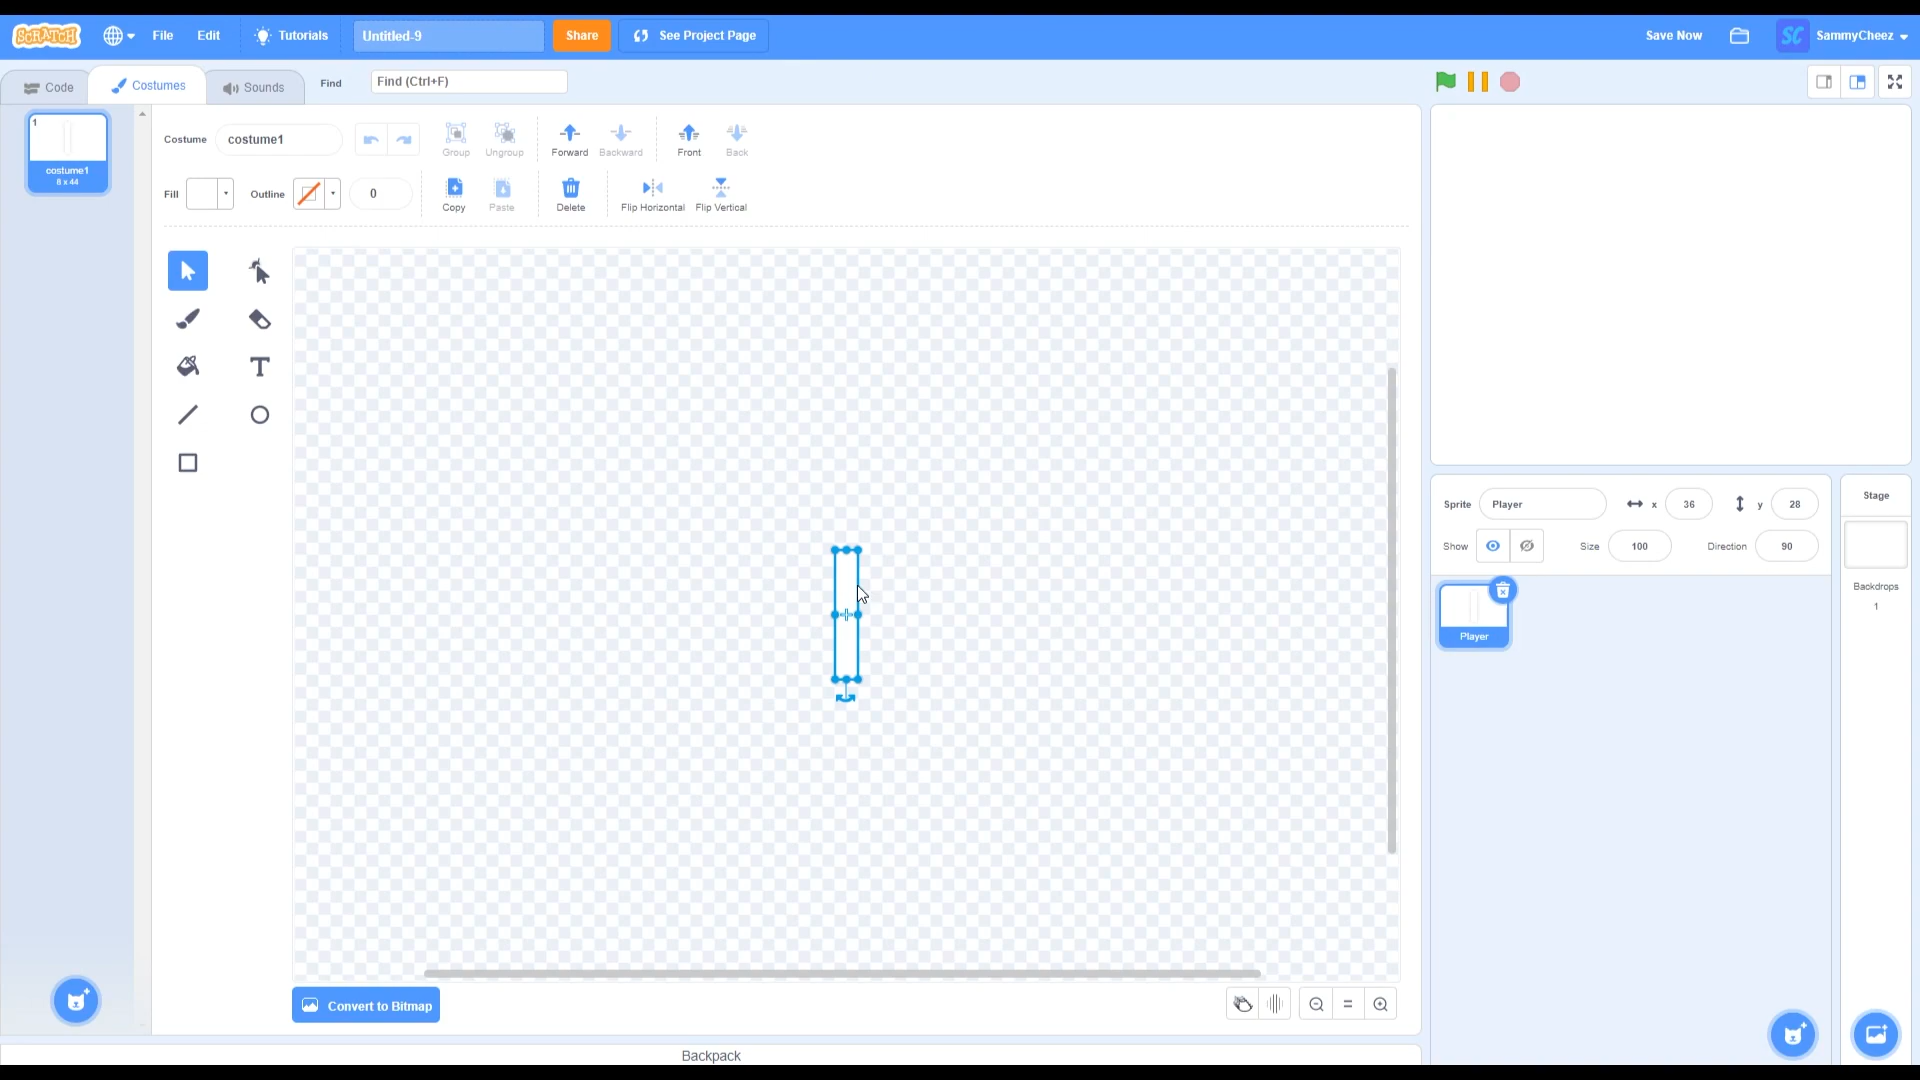 SCRATCH File Edit Tutorials Untitled-9 Share See Project Page Save Now SC SammyCheez
Code Costumes Sounds Find Find (Ctrl+F)
1
costume1
8 x 44
Costume costume1 Group Ungroup Forward Backward Front Back
Fill Outline 0 Copy Paste Delete Flip Horizontal Flip Vertical
T
Convert to Bitmap
Backpack
Sprite Player x 36 y 28
Show Size 100 Direction 90
Player
Stage
Backdrops
1